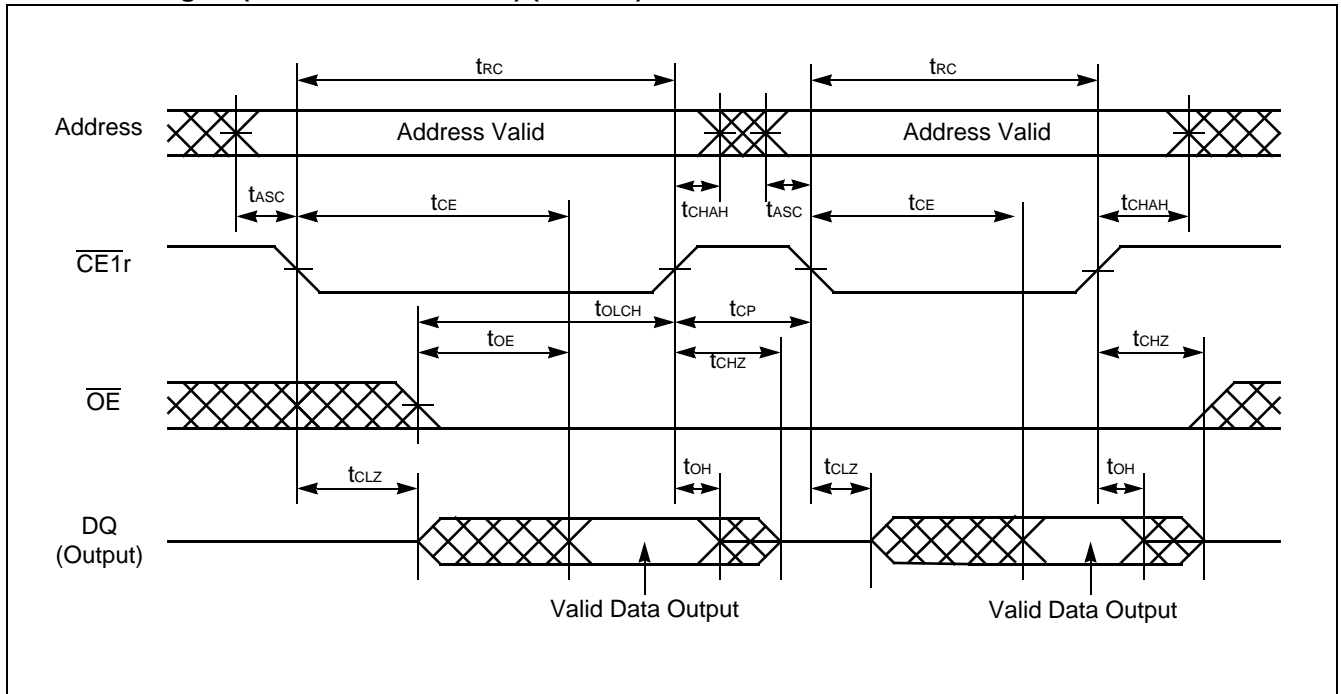 tRC tRC
Address Address Valid Address Valid
tASC tCE tCHAH tASC tCE tCHAH
CE1r
tOLCH tCP
tOE tCHZ tCHZ
OE
tCLZ tOH tCLZ tOH
DQ
(Output)
Valid Data Output Valid Data Output